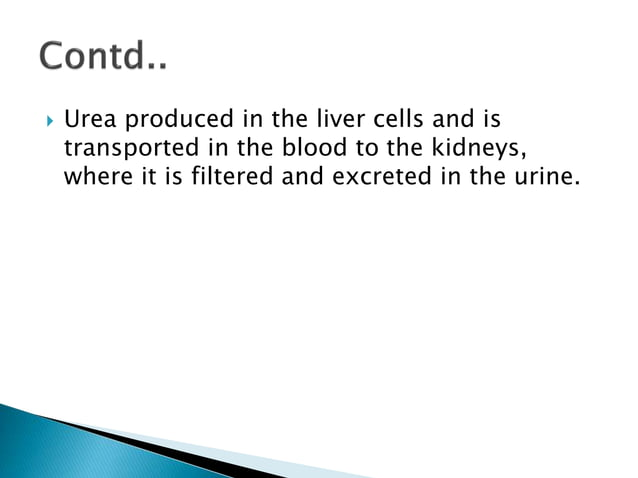 Contd..
Urea produced in the liver cells and is
transported in the blood to the kidneys,
where it is filtered and excreted in the urine.